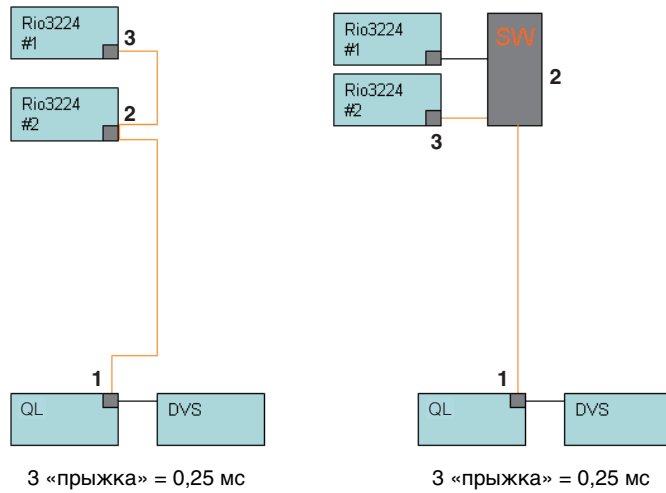 Rio3224
#1
3
Rio3224
#2
2
1
QL
DVS
3 «прыжка» = 0,25 мс
Rio3224
#1
SW
2
Rio3224
#2
3
1
QL
DVS
3 «прыжка» = 0,25 мс